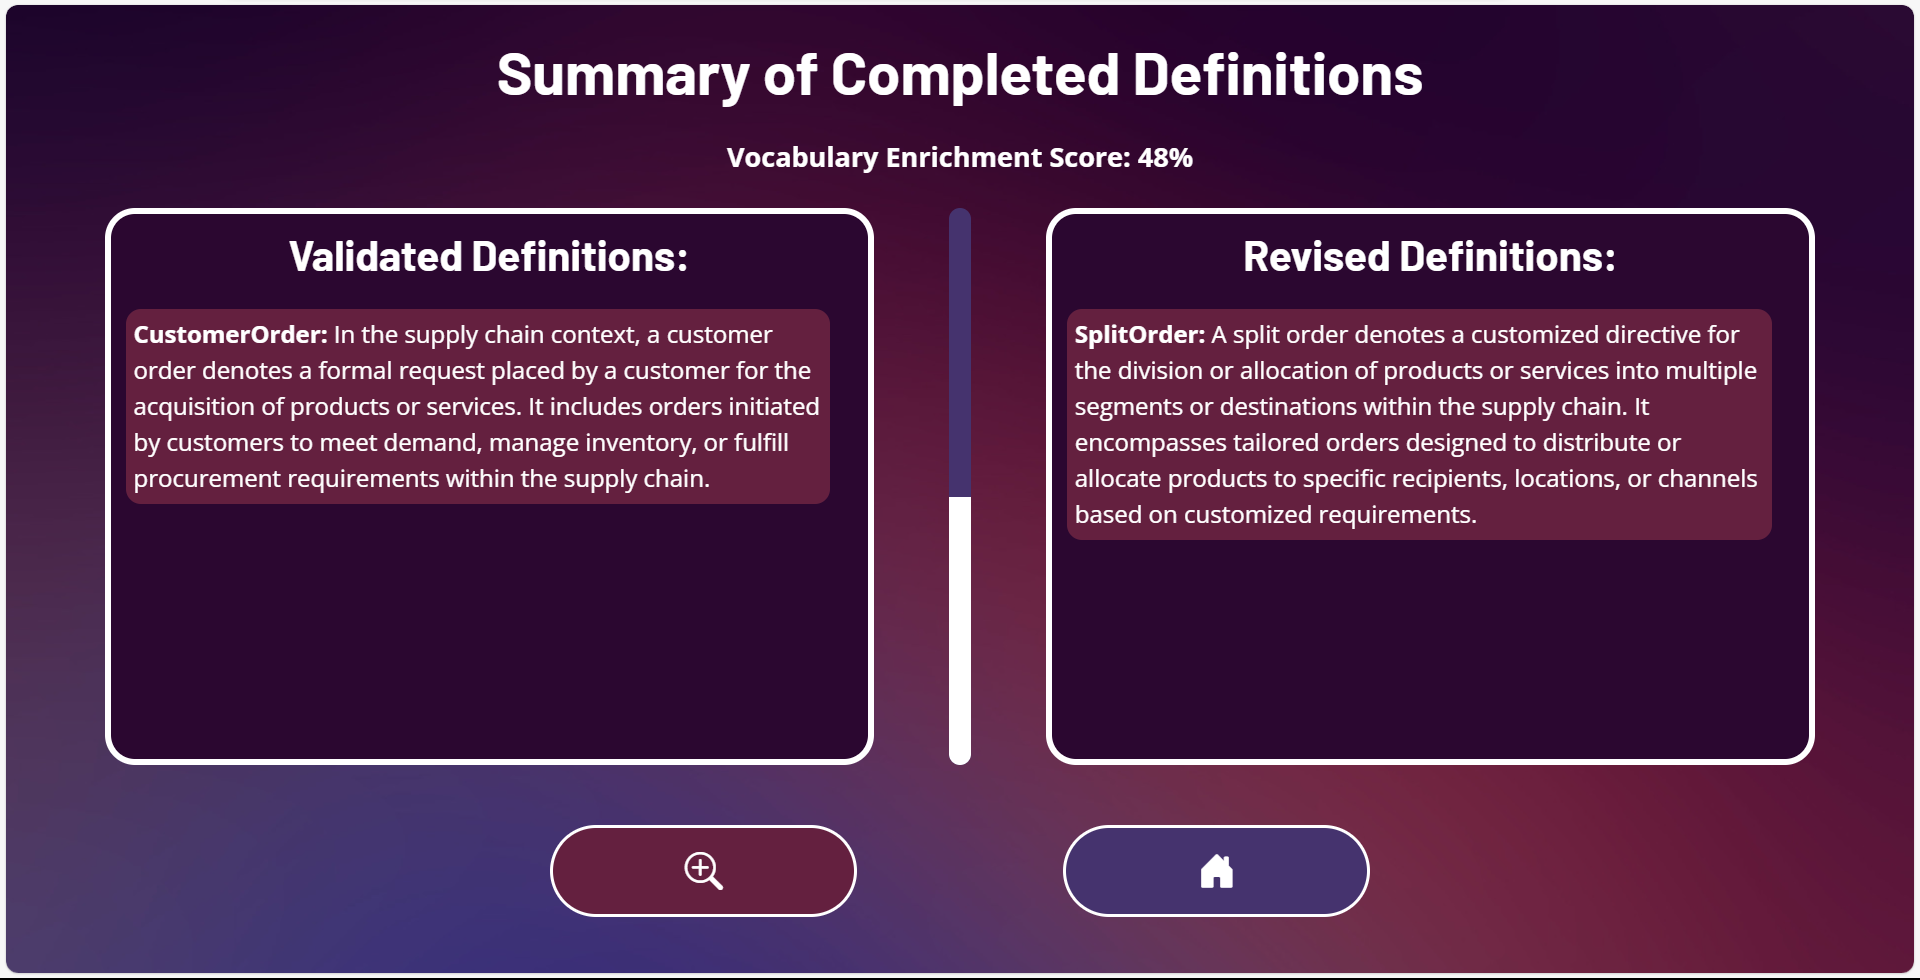 Summary of Completed Definitions
Vocabulary Enrichment Score: 48%
Validated Definitions:
CustomerOrder: In the supply chain context, a customer
order denotes a formal request placed by a customer for the
acquisition of products or services. It includes orders initiated
by customers to meet demand, manage inventory, or fulfill
procurement requirements within the supply chain.
Revised Definitions:
SplitOrder: A split order denotes a customized directive for
the division or allocation of products or services into multiple
segments or destinations within the supply chain. It
encompasses tailored orders designed to distribute or
allocate products to specific recipients, locations, or channels
based on customized requirements.